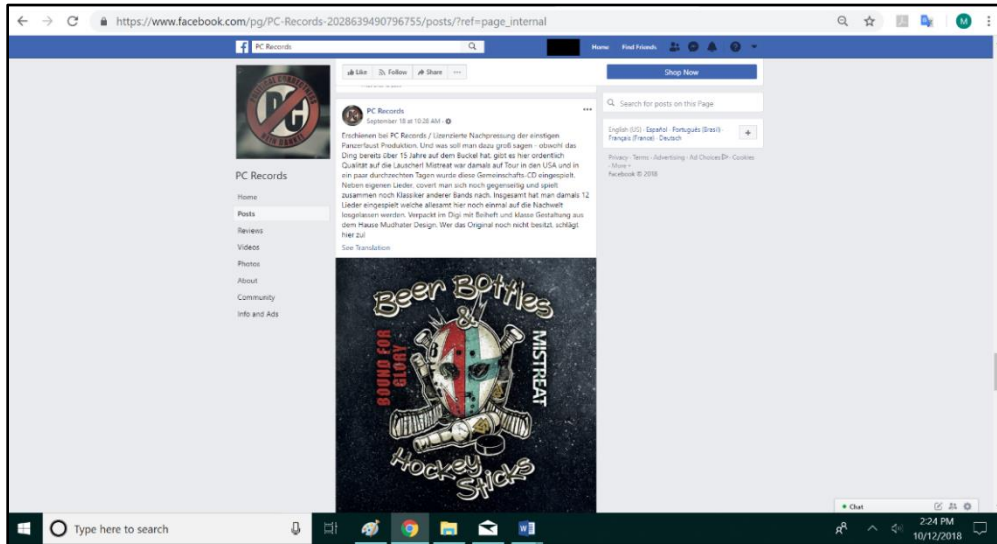 https://www.facebook.com/pg/PC-Records-2028639490796755/posts/?ref=page_internal
M
PC Records
Home Find Friends
Like Follow Share
Shop Now
PC
PC Records
Home
Posts
Reviews
Videos
Photos
About
Community
Info and Ads
PC Records
September 18 at 10:28 AM
Erschienen bei PC Records / Lizenzierte Nachpressung der einstigen
Panzerfaust Produktion. Und was soll man dazu groß sagen - obwohl das
Ding bereits über 15 Jahre auf dem Buckel hat, gibt es hier ordentlich
Qualität auf die Lauscher! Mistreat war damals auf Tour in den USA und in
ein paar durchzechten Tagen wurde diese Gemeinschafts-CD eingespielt.
Neben eigenen Lieder, covert man sich noch gegenseitig und spielt
zusammen noch Klassiker anderer Bands nach. Insgesamt hat man damals 12
Lieder eingespielt welche allesamt hier noch einmal auf die Nachwelt
losgelassen werden. Verpackt im Digi mit Beiheft und klasse Gestaltung aus
dem Hause Mudhater Design. Wer das Original noch nicht besitzt, schlägt
hier zu!
See Translation
Beer Bottles
&
BOUND FOR
GLORY
MISTREAT
Hockey
Sticks
Search for posts on this Page
English (US) · Español · Português (Brasil) ·
Français (France) · Deutsch
Privacy · Terms · Advertising · Ad Choices · Cookies
· More
Facebook © 2018
Chat
Type here to search
2:24 PM
10/12/2018